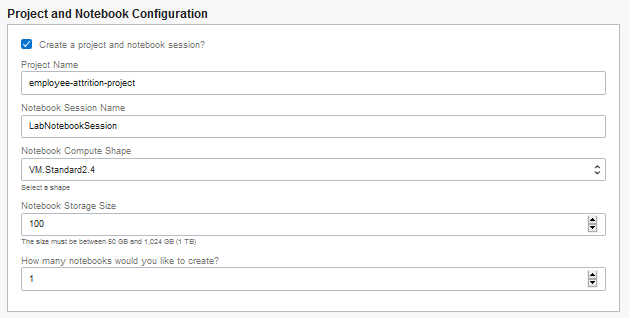 Project and Notebook Configuration
Create a project and notebook session?
Project Name
employee-attrition-project
Notebook Session Name
LabNotebookSession
Notebook Compute Shape
VM.Standard2.4
Select a shape
Notebook Storage Size
100
The size must be between 50 GB and 1,024 GB (1 TB)
How many notebooks would you like to create?
1